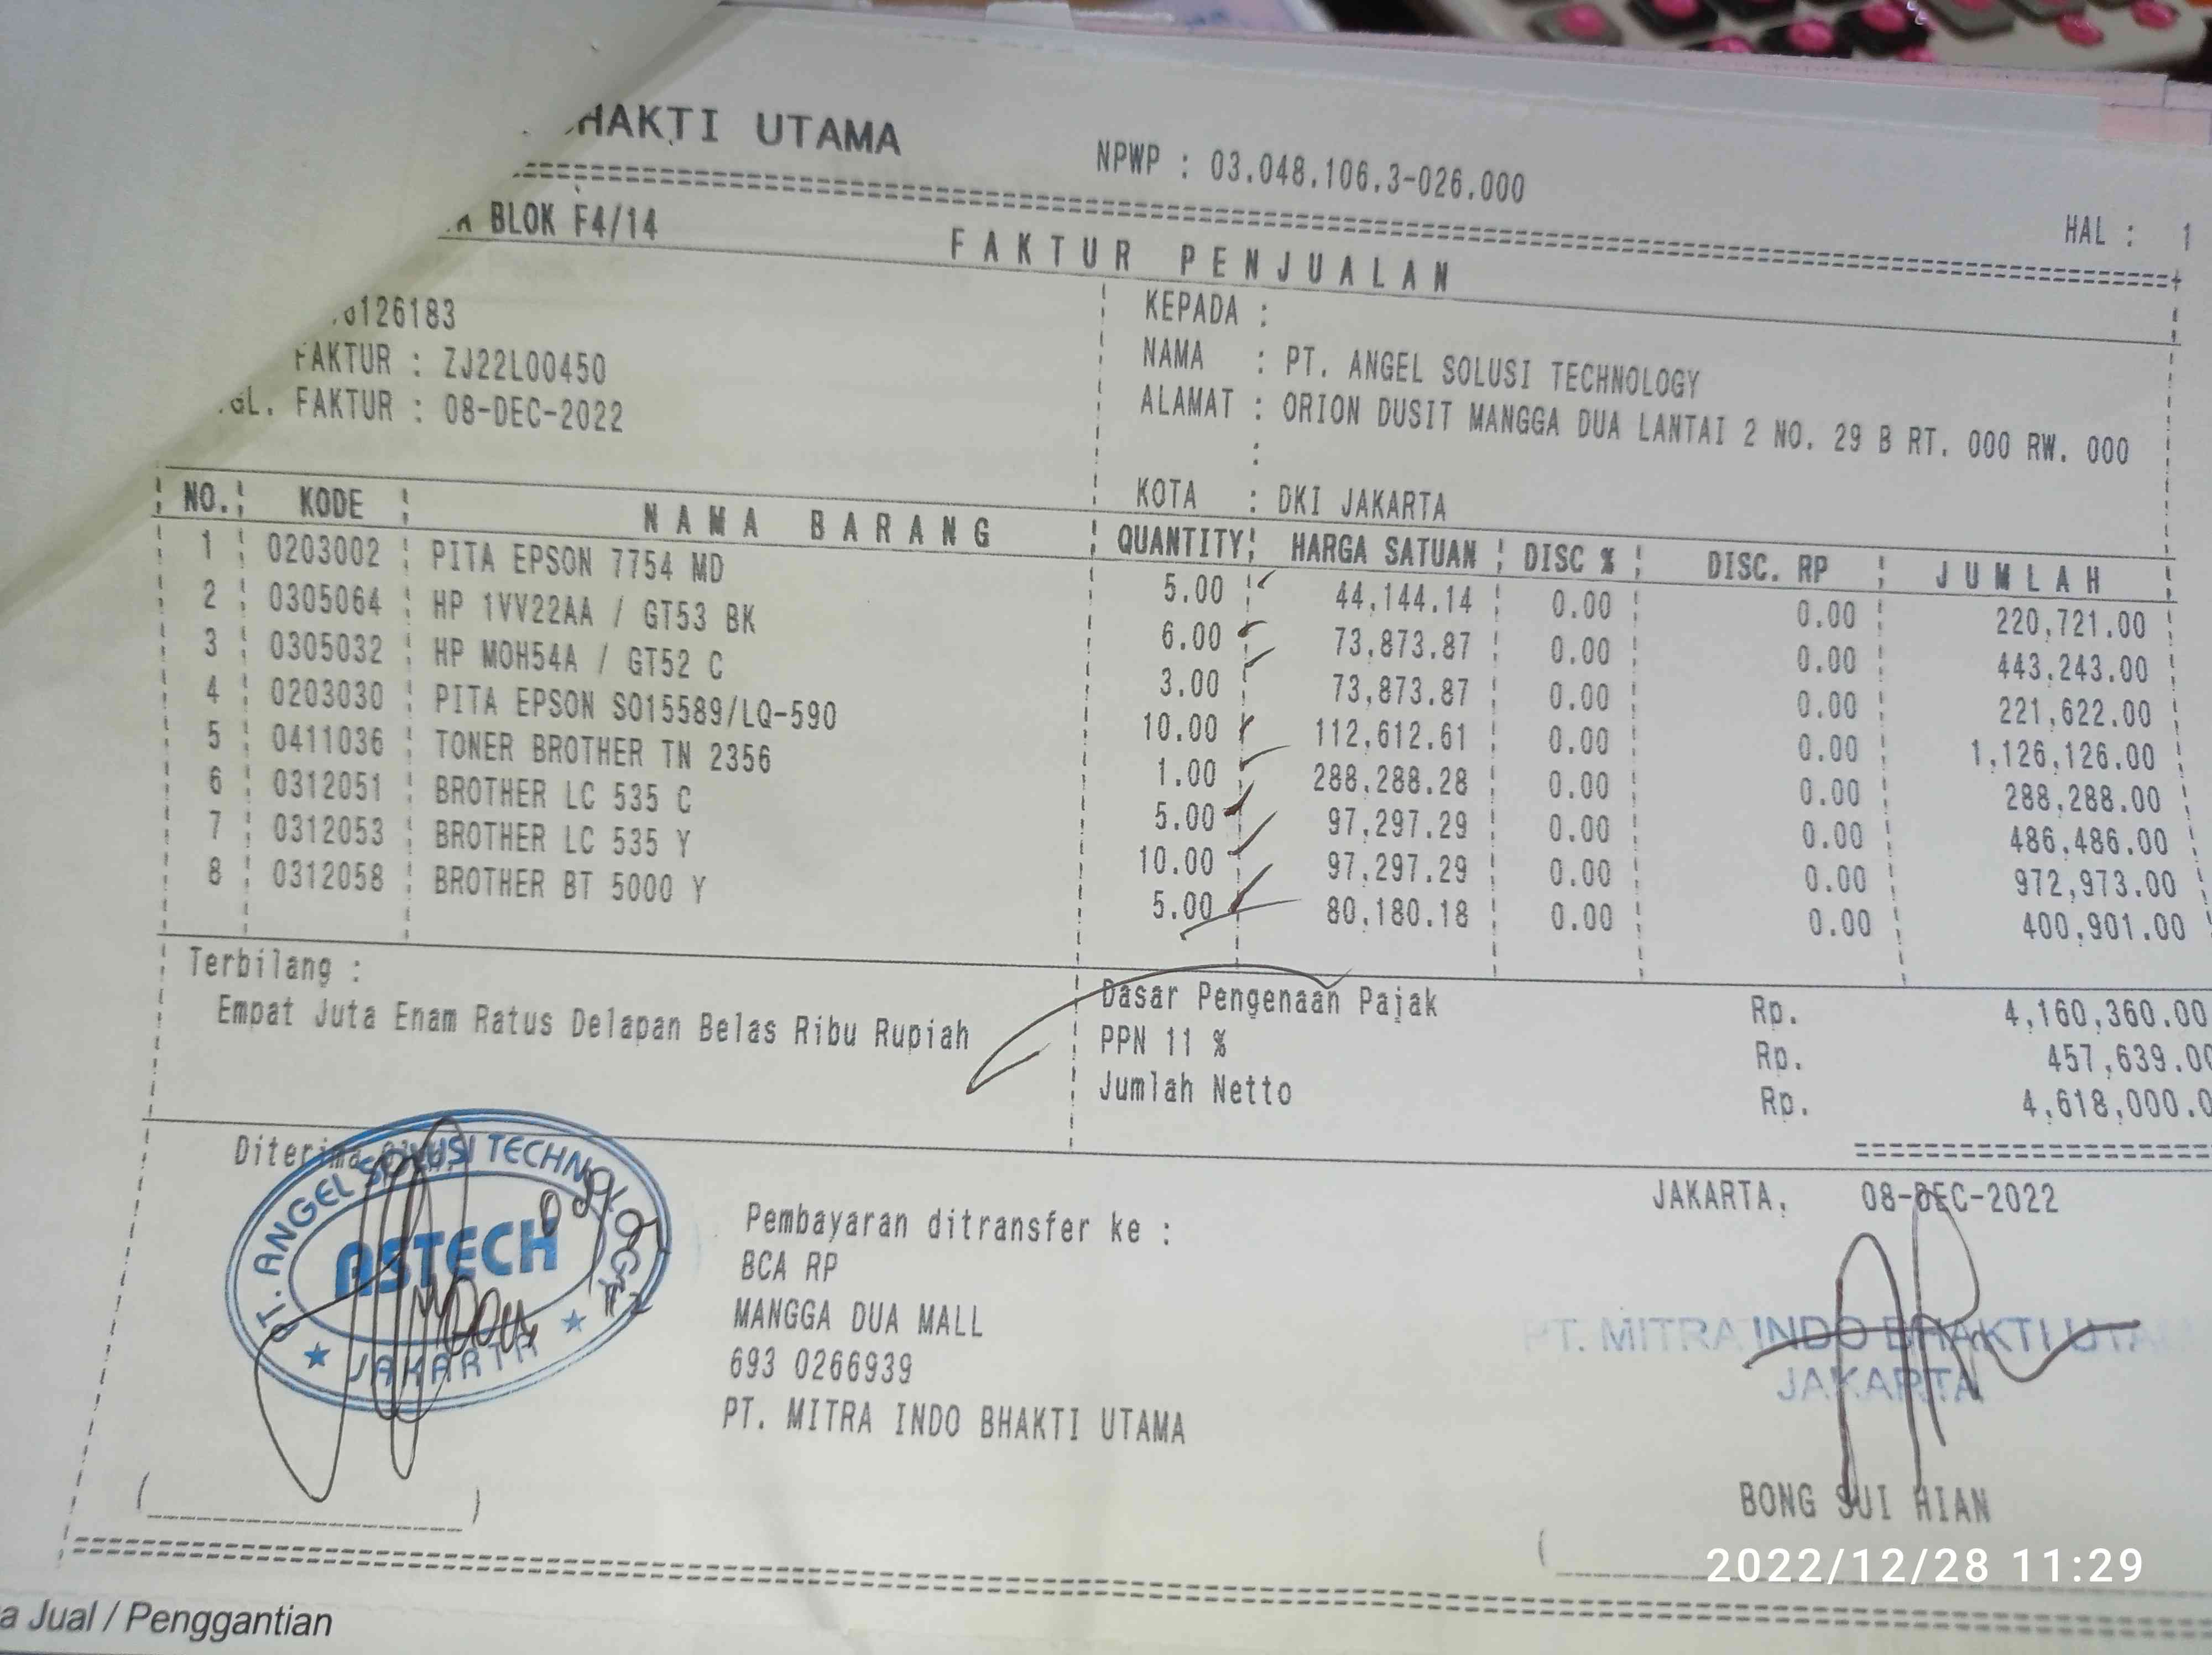 BHAKTI UTAMA
NPWP : 03.048.106.3-026.000
BLOK F4/14
HAL : 1
FAKTUR PENJUALAN
126183
FAKTUR : ZJ22L00450
GL. FAKTUR : 08-DEC-2022
KEPADA :
NAMA : PT. ANGEL SOLUSI TECHNOLOGY
ALAMAT : ORION DUSIT MANGGA DUA LANTAI 2 NO. 29 B RT. 000 RW. 000
:
KOTA : DKI JAKARTA
NO. KODE NAMA BARANG QUANTITY HARGA SATUAN DISC % DISC. RP JUMLAH
1 0203002 PITA EPSON 7754 MD 5.00 44,144.14 0.00 0.00 220,721.00
2 0305064 HP 1VV22AA / GT53 BK 6.00 73,873.87 0.00 0.00 443,243.00
3 0305032 HP MOH54A / GT52 C 3.00 73,873.87 0.00 0.00 221,622.00
4 0203030 PITA EPSON SO15589/LQ-590 10.00 112,612.61 0.00 0.00 1,126,126.00
5 0411036 TONER BROTHER TN 2356 1.00 288,288.28 0.00 0.00 288,288.00
6 0312051 BROTHER LC 535 C 5.00 97,297.29 0.00 0.00 486,486.00
7 0312053 BROTHER LC 535 Y 10.00 97,297.29 0.00 0.00 972,973.00
8 0312058 BROTHER BT 5000 Y 5.00 80,180.18 0.00 0.00 400,901.00
Terbilang :
Empat Juta Enam Ratus Delapan Belas Ribu Rupiah
Dasar Pengenaan Pajak Rp. 4,160,360.00
PPN 11 % Rp. 457,639.00
Jumlah Netto Rp. 4,618,000.0
Diterima
PT. ANGEL SOLUSI TECHNOLOGY
ASTECH
JAKARTA
Pembayaran ditransfer ke :
BCA RP
MANGGA DUA MALL
693 0266939
PT. MITRA INDO BHAKTI UTAMA
JAKARTA, 08-DEC-2022
PT. MITRA INDO BHAKTI UTAMA
JAKARTA
BONG SUI HIAN
2022/12/28 11:29
a Jual / Penggantian